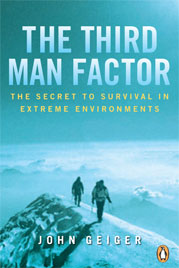 THE THIRD
MAN FACTOR
THE SECRET TO SURVIVAL IN
EXTREME ENVIRONMENTS
JOHN GEIGER